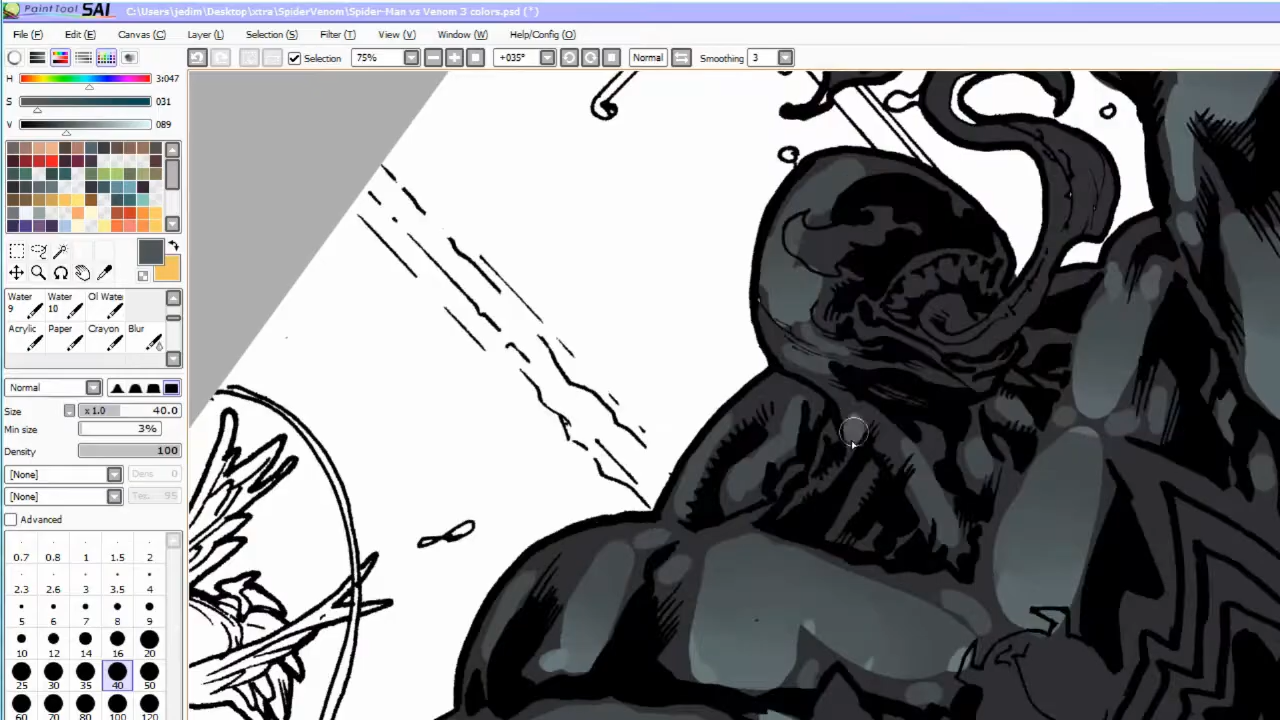 PaintTool SAI C:\Users\jedim\Desktop\xtra\SpiderVenom\Spider-Man vs Venom 3 colors.psd (*)
File (F) Edit (E) Canvas (C) Layer (L) Selection (S) Filter (T) View (V) Window (W) Help/Config (O)
Selection 75% +035° Normal Smoothing 3
H 3:047
S 031
V 089
Water 9 Water 10 Ol Wate
Acrylic Paper Crayon Blur
Normal
Size x 1.0 40.0
Min size 3%
Density 100
[None] Dens 0
[None] Tex. 95
Advanced
0.7 0.8 1 1.5 2
2.3 2.6 3 3.5 4
5 6 7 8 9
10 12 14 16 20
25 30 35 40 50
60 70 80 100 120